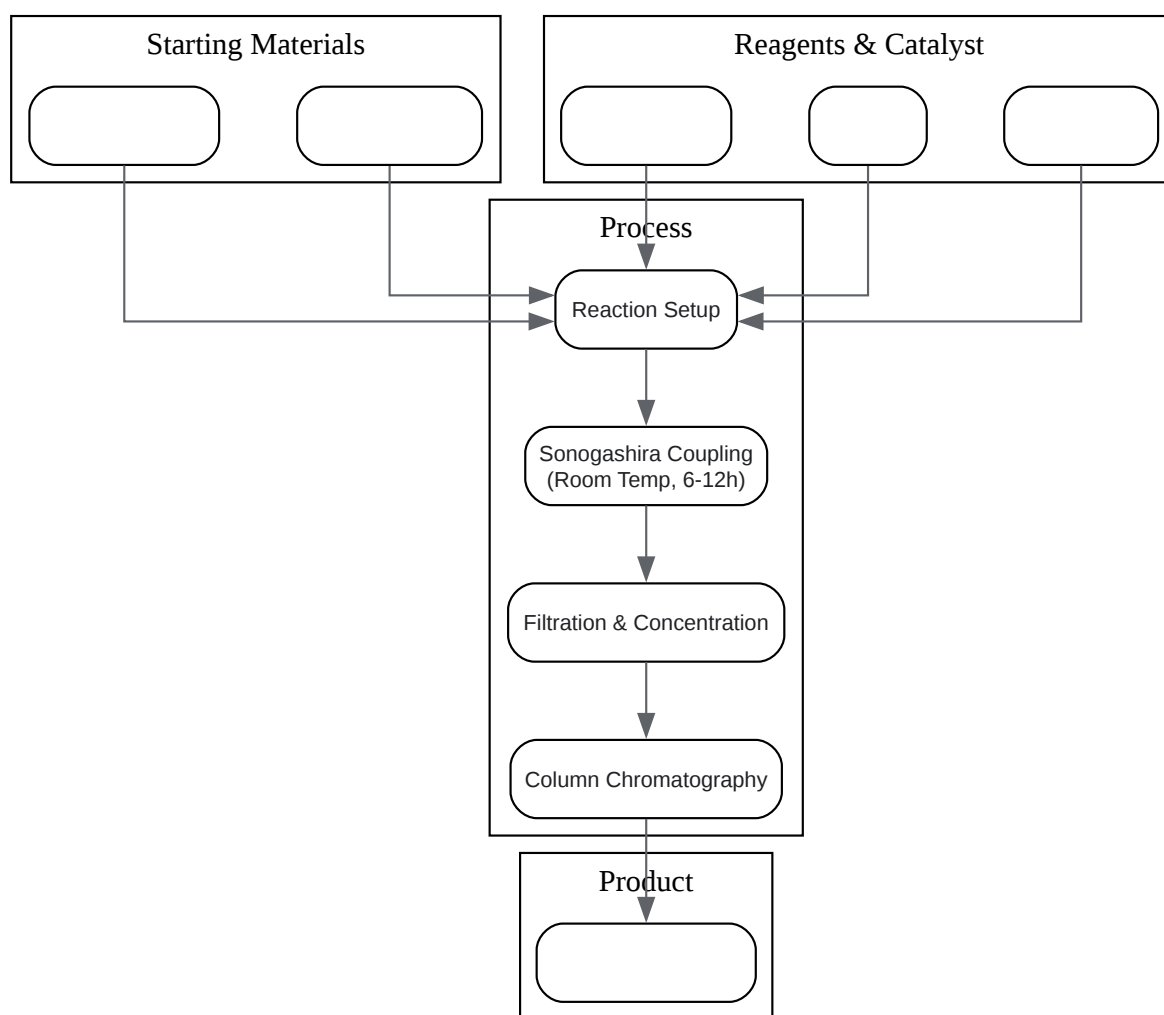 Starting Materials
Reagents & Catalyst
Process
Reaction Setup
Sonogashira Coupling
(Room Temp, 6-12h)
Filtration & Concentration
Column Chromatography
Product